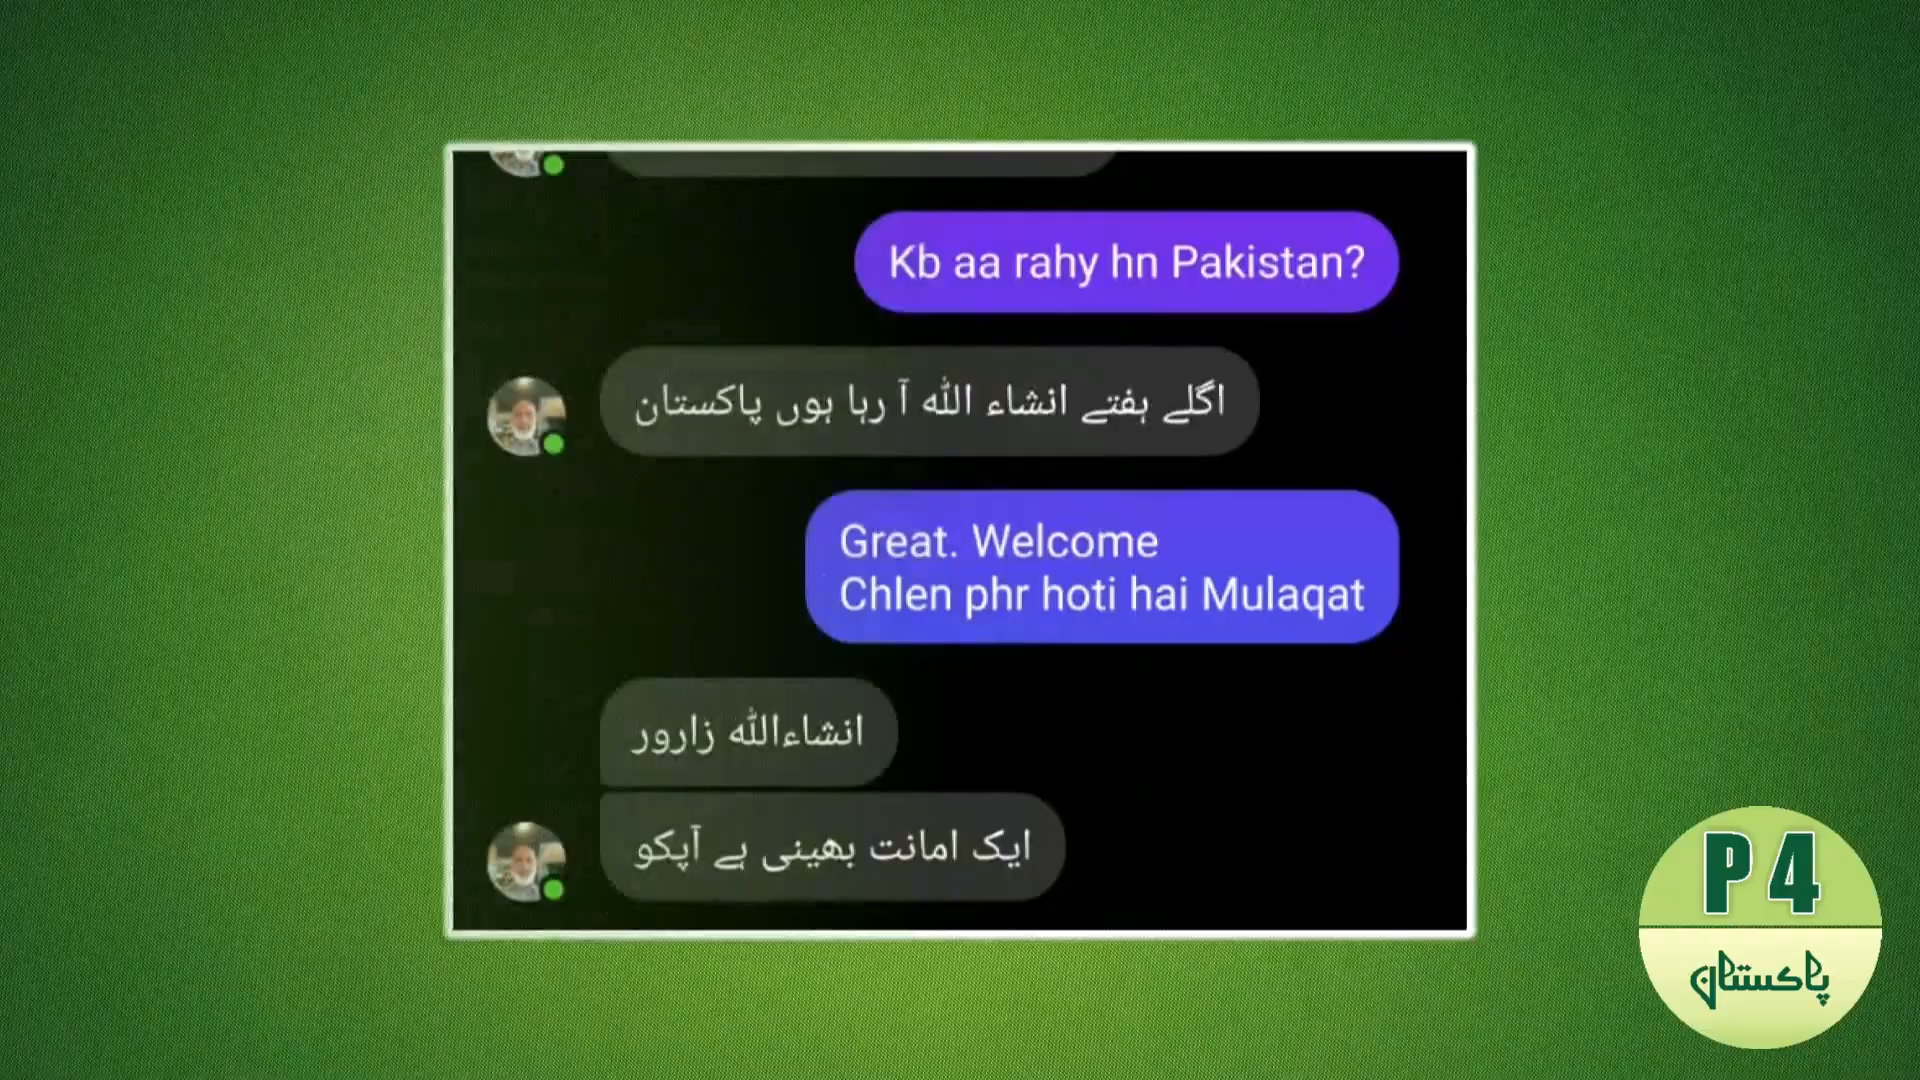 Kb aa rahy hn Pakistan?
اگلے ہفتے انشاء اللہ آ رہا ہوں پاکستان
Great. Welcome
Chlen phr hoti hai Mulaqat
انشاءاللہ زارور
ایک امانت بھینی ہے آپکو
P 4
پاکستان